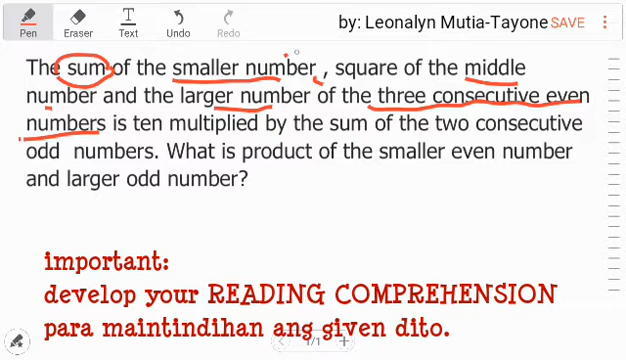 by: Leonalyn Mutia-Tayone
SAVE
Pen
Eraser
Text
Undo
Redo
The sum of the smaller number , square of the middle
number and the larger number of the three consecutive even
numbers is ten multiplied by the sum of the two consecutive
odd numbers. What is product of the smaller even number
and larger odd number?
important:
develop your READING COMPREHENSION
para maintindihan ang given dito.
1/1